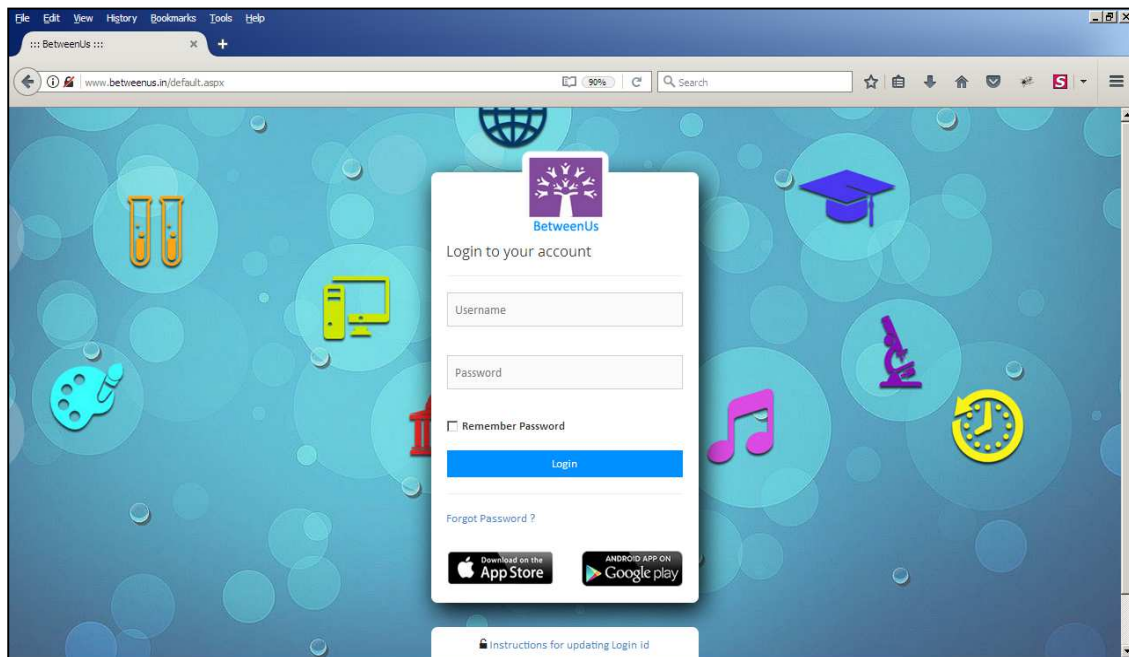 File Edit View History Bookmarks Tools Help
::: BetweenUs :::
www.betweenus.in/default.aspx 90% Search S
BetweenUs
Login to your account
Username
Password
Remember Password
Login
Forgot Password ?
Download on the
App Store
ANDROID APP ON
Google play
Instructions for updating Login id